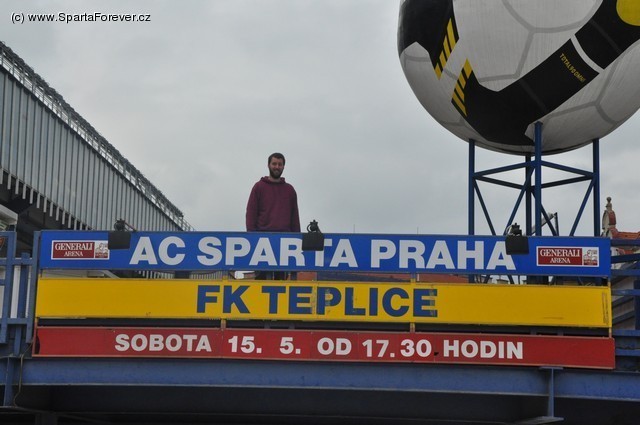 (c) www.SpartaForever.cz
GENERALI ARENA AC SPARTA PRAHA GENERALI ARENA
FK TEPLICE
SOBOTA 15. 5. OD 17.30 HODIN